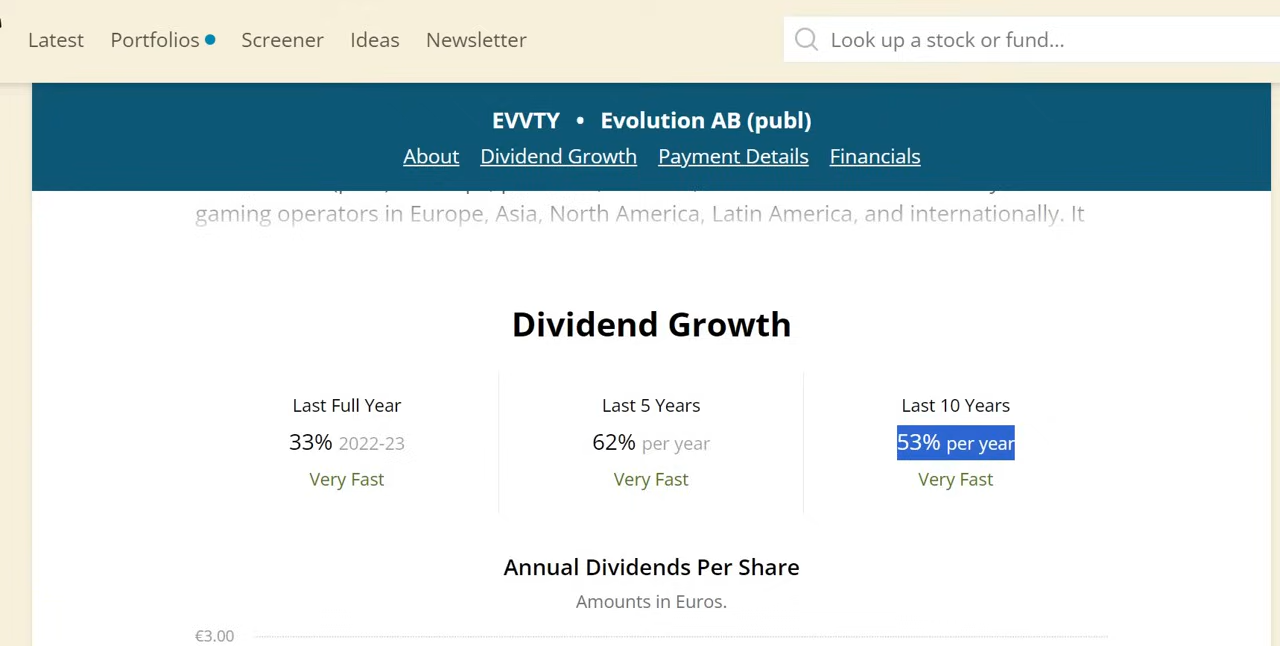 Latest Portfolios Screener Ideas Newsletter Look up a stock or fund...
EVVTY • Evolution AB (publ)
About Dividend Growth Payment Details Financials
gaming operators in Europe, Asia, North America, Latin America, and internationally. It
Dividend Growth
Last Full Year Last 5 Years Last 10 Years
33% 2022-23 62% per year 53% per year
Very Fast Very Fast Very Fast
Annual Dividends Per Share
Amounts in Euros.
€3.00